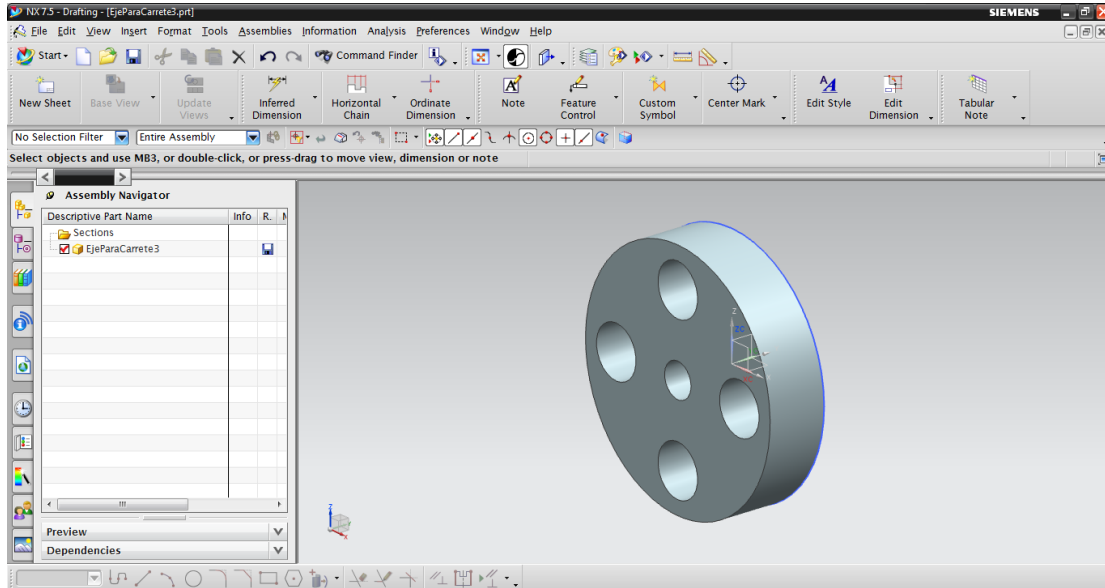 NX 7.5 - Drafting - [EjeParaCarrete3.prt] SIEMENS
File Edit View Insert Format Tools Assemblies Information Analysis Preferences Window Help
Start Command Finder
New Sheet Base View Update Views Inferred Dimension Horizontal Chain Ordinate Dimension Note Feature Control Custom Symbol Center Mark Edit Style Edit Dimension Tabular Note
No Selection Filter Entire Assembly
Select objects and use MB3, or double-click, or press-drag to move view, dimension or note
Assembly Navigator
Descriptive Part Name Info R. M
Sections
EjeParaCarrete3
Preview
Dependencies